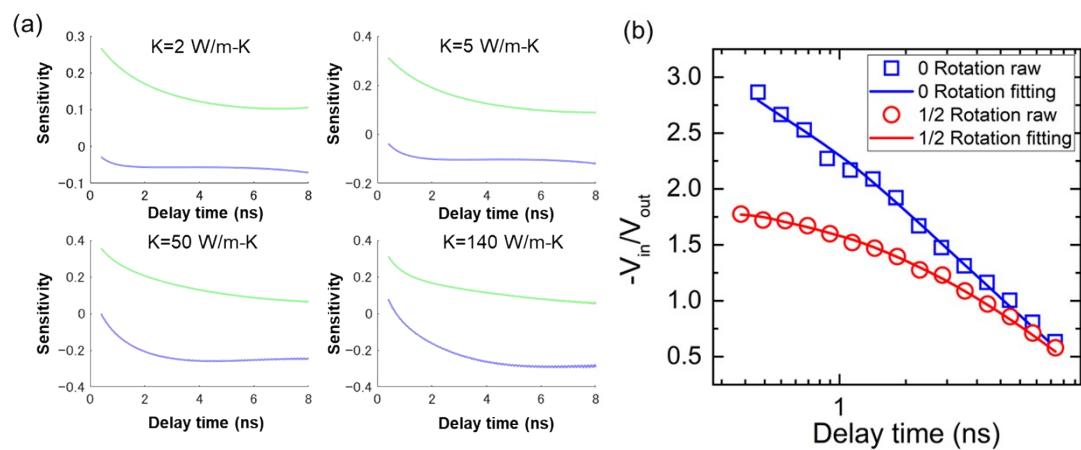 (a)
K=2 W/m-K
0.3
0.2
0.1
0
−0.1
Sensitivity
0 2 4 6 8
Delay time (ns)
K=5 W/m-K
0.4
0.2
0
−0.2
Sensitivity
0 2 4 6 8
Delay time (ns)
K=50 W/m-K
0.4
0.2
0
−0.2
−0.4
Sensitivity
0 2 4 6 8
Delay time (ns)
K=140 W/m-K
0.4
0.2
0
−0.2
−0.4
Sensitivity
0 2 4 6 8
Delay time (ns)
(b)
0 Rotation raw
0 Rotation fitting
1/2 Rotation raw
1/2 Rotation fitting
3.0
2.5
2.0
1.5
1.0
0.5
-Vin/Vout
1
Delay time (ns)